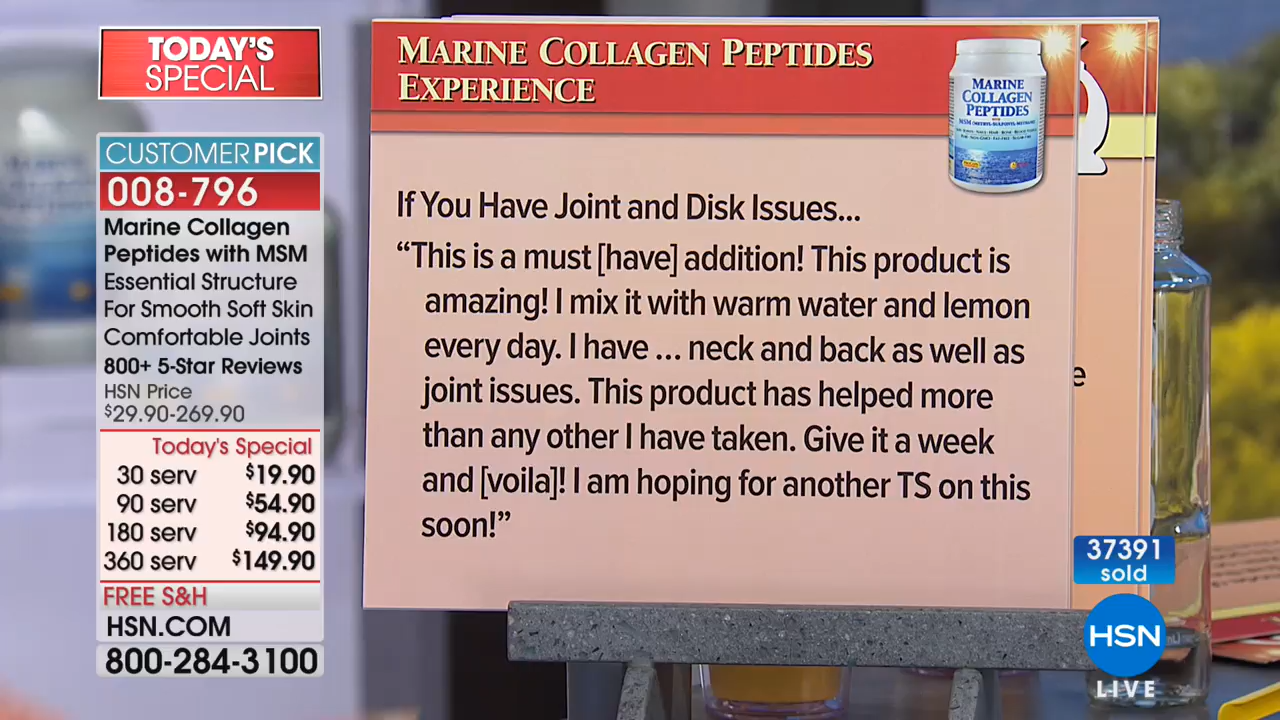 TODAY'S
SPECIAL
CUSTOMER PICK
008-796
Marine Collagen
Peptides with MSM
Essential Structure
For Smooth Soft Skin
Comfortable Joints
800+ 5-Star Reviews
HSN Price
$29.90-269.90
Today's Special
30 serv $19.90
90 serv $54.90
180 serv $94.90
360 serv $149.90
FREE S&H
HSN.COM
800-284-3100
MARINE COLLAGEN PEPTIDES
EXPERIENCE
MARINE
COLLAGEN
PEPTIDES
If You Have Joint and Disk Issues...
“This is a must [have] addition! This product is
amazing! I mix it with warm water and lemon
every day. I have ... neck and back as well as
joint issues. This product has helped more
than any other I have taken. Give it a week
and [voila]! I am hoping for another TS on this
soon!”
e
37391
sold
HSN
LIVE